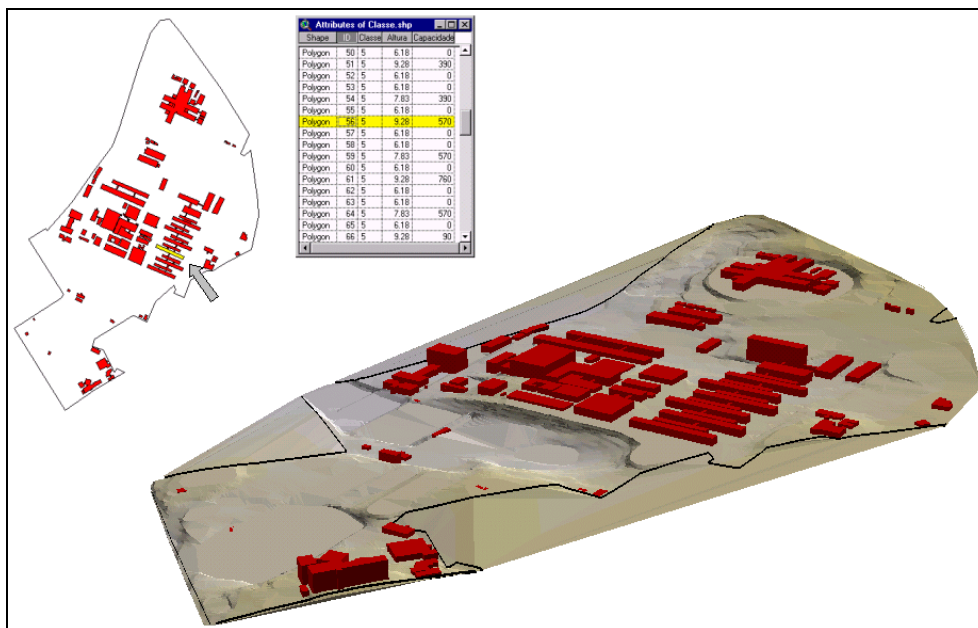 Attributes of Classe.shp
Shape ID Classe Altura Capacidade
Polygon 50 5 6.18 0
Polygon 51 5 9.28 390
Polygon 52 5 6.18 0
Polygon 53 5 6.18 0
Polygon 54 5 7.83 390
Polygon 55 5 6.18 0
Polygon 56 5 9.28 570
Polygon 57 5 6.18 0
Polygon 58 5 6.18 0
Polygon 59 5 7.83 570
Polygon 60 5 6.18 0
Polygon 61 5 9.28 760
Polygon 62 5 6.18 0
Polygon 63 5 6.18 0
Polygon 64 5 7.83 570
Polygon 65 5 6.18 0
Polygon 66 5 9.28 90